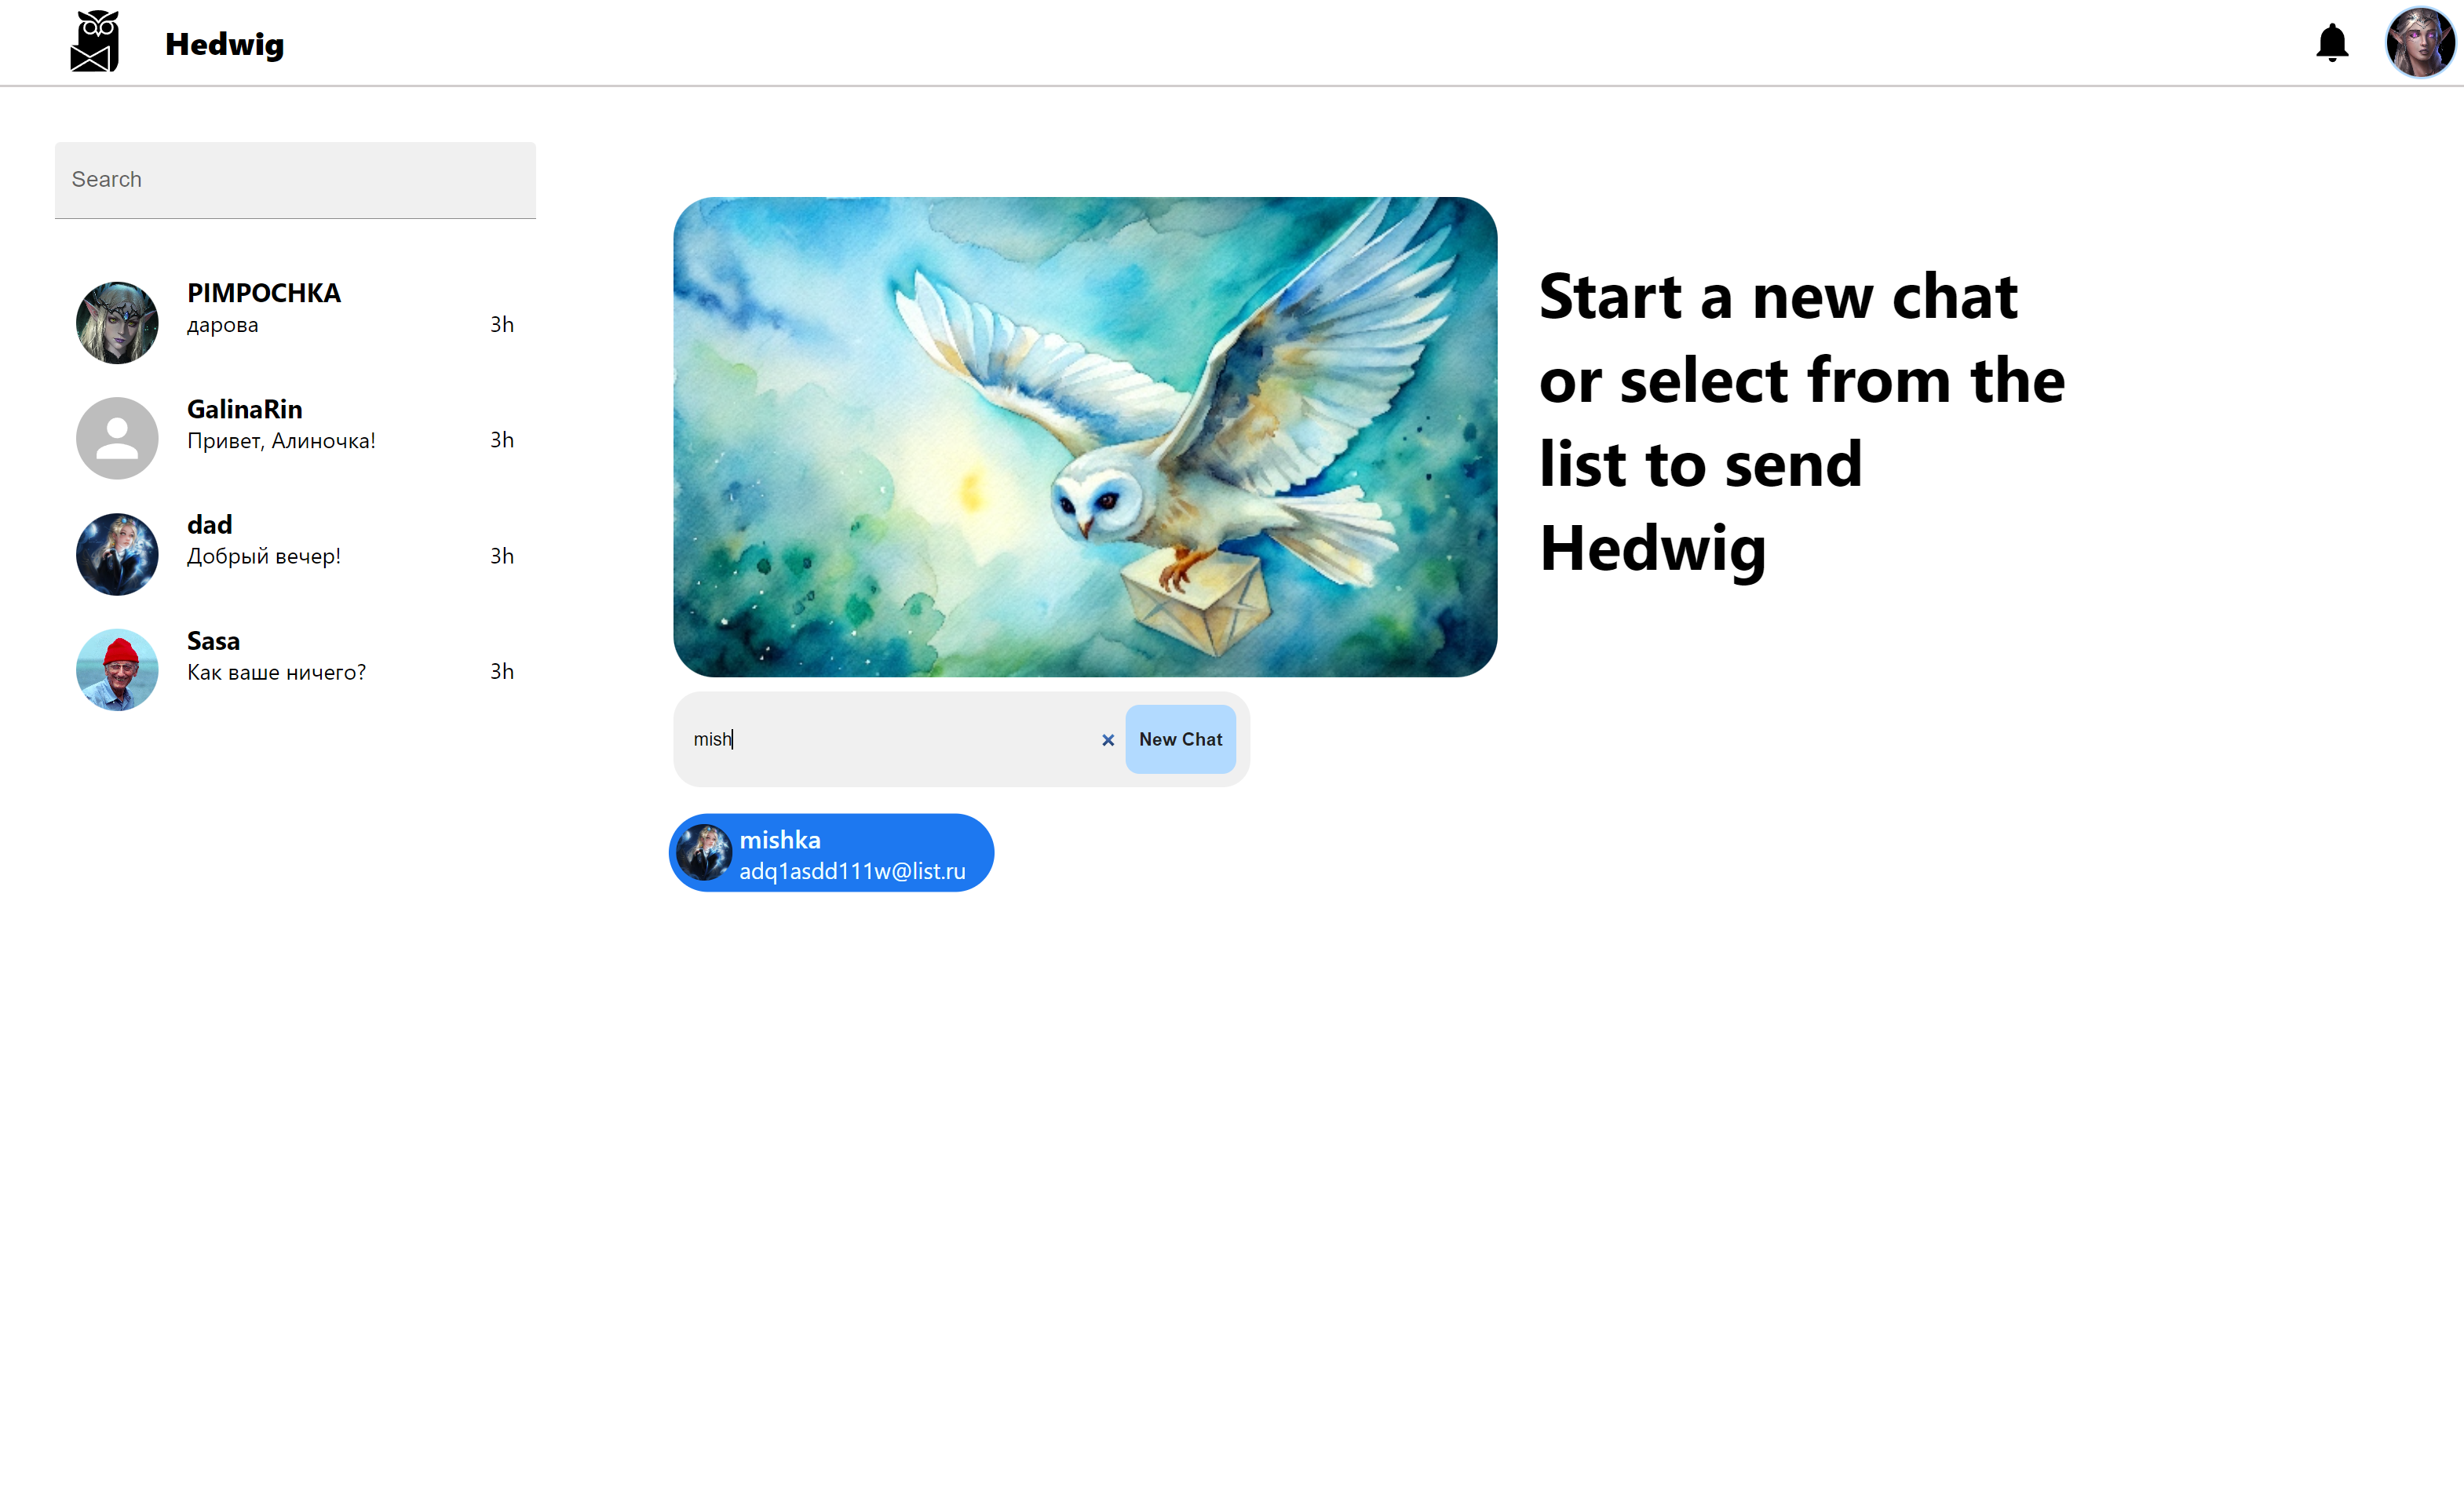 Hedwig
Search
PIMPOCHKA
дарова
3h
GalinaRin
Привет, Алиночка!
3h
dad
Добрый вечер!
3h
Sasa
Как ваше ничего?
3h
Start a new chat
or select from the
list to send
Hedwig
mish
New Chat
mishka
adq1asdd111w@list.ru